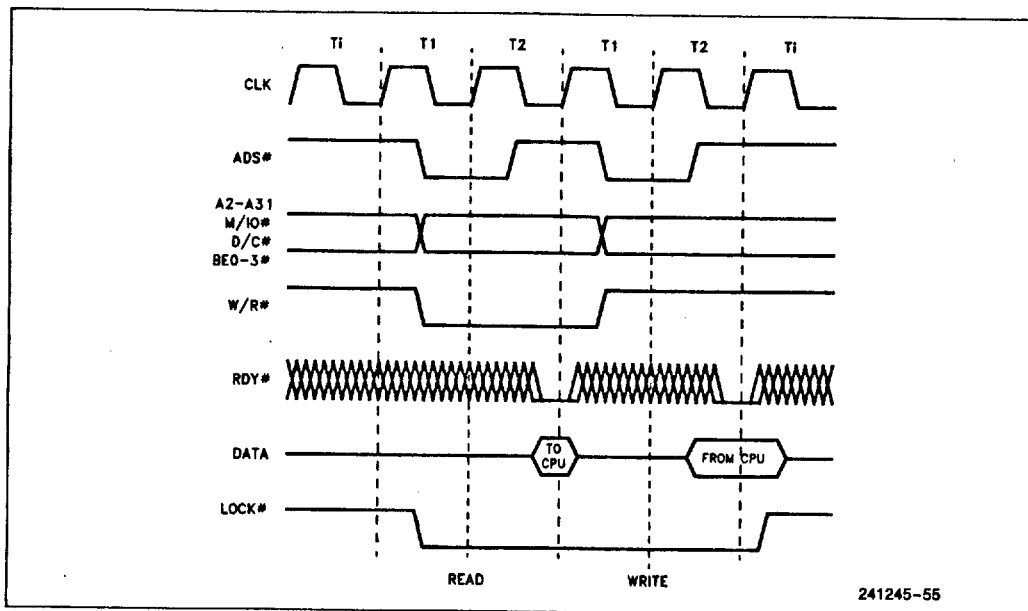 Ti T1 T2 T1 T2 Ti
CLK
ADS#
A2-A31
M/IO#
D/C#
BE0-3#
W/R#
RDY#
DATA
TO
CPU
FROM CPU
LOCK#
READ WRITE
241245-55